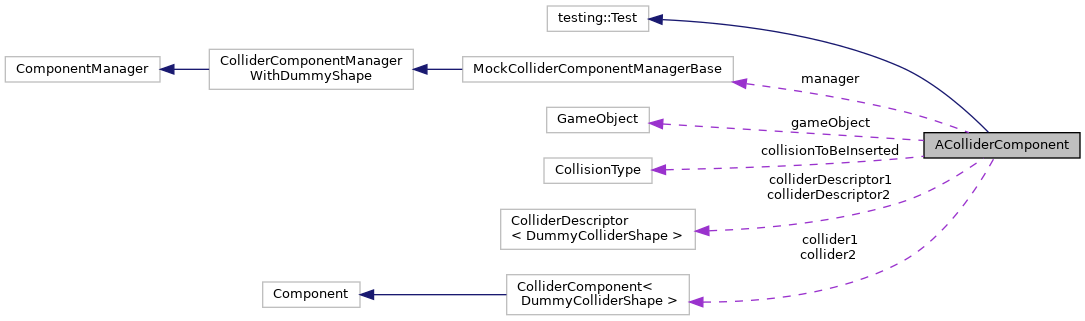 testing::Test
ColliderComponentManager
WithDummyShape
ComponentManager
MockColliderComponentManagerBase
manager
GameObject
gameObject
AColliderComponent
collisionToBeInserted
CollisionType
colliderDescriptor1
colliderDescriptor2
ColliderDescriptor
< DummyColliderShape >
collider1
collider2
Component
ColliderComponent<
DummyColliderShape >